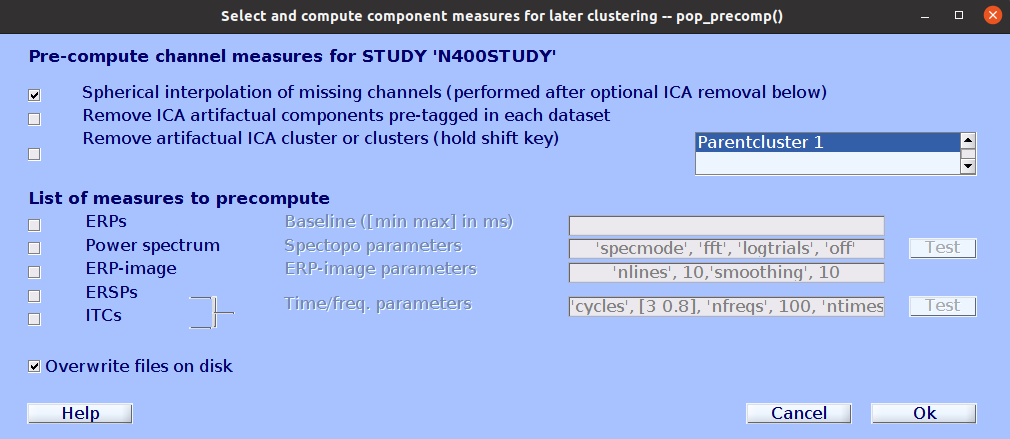 Select and compute component measures for later clustering -- pop_precomp()
Pre-compute channel measures for STUDY 'N400STUDY'
Spherical interpolation of missing channels (performed after optional ICA removal below)
Remove ICA artifactual components pre-tagged in each dataset
Remove artifactual ICA cluster or clusters (hold shift key)
Parentcluster 1
List of measures to precompute
ERPs Baseline ([min max] in ms)
Power spectrum Spectopo parameters 'specmode', 'fft', 'logtrials', 'off' Test
ERP-image ERP-image parameters 'nlines', 10,'smoothing', 10
ERSPs
Time/freq. parameters 'cycles', [3 0.8], 'nfreqs', 100, 'ntimes Test
ITCs
Overwrite files on disk
Help Cancel Ok